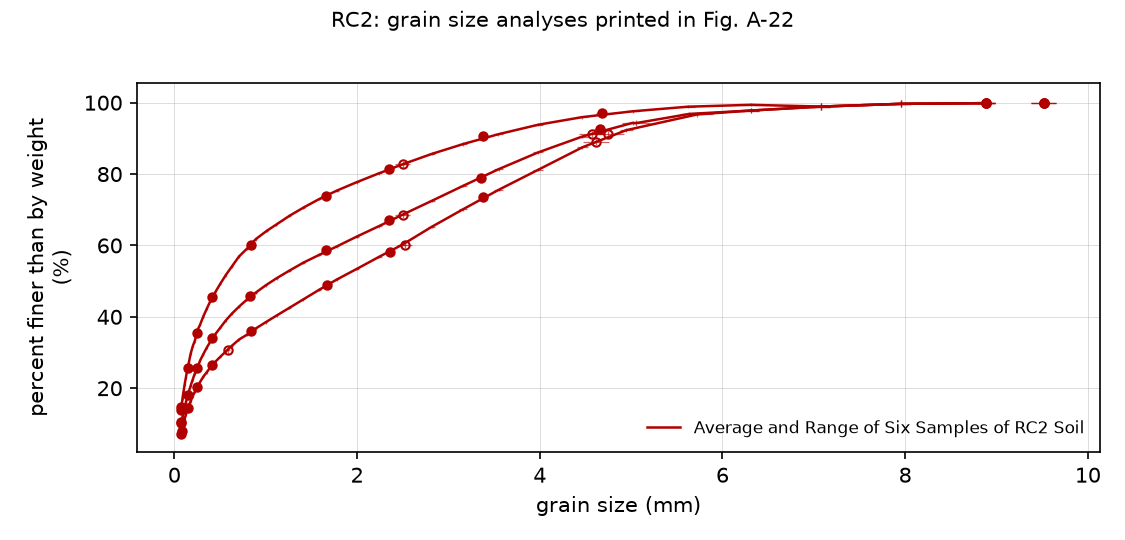 RC2: grain size analyses printed in Fig. A-22
percent finer than by weight
(%)
100
80
60
40
20
0 2 4 6 8 10
grain size (mm)
Average and Range of Six Samples of RC2 Soil